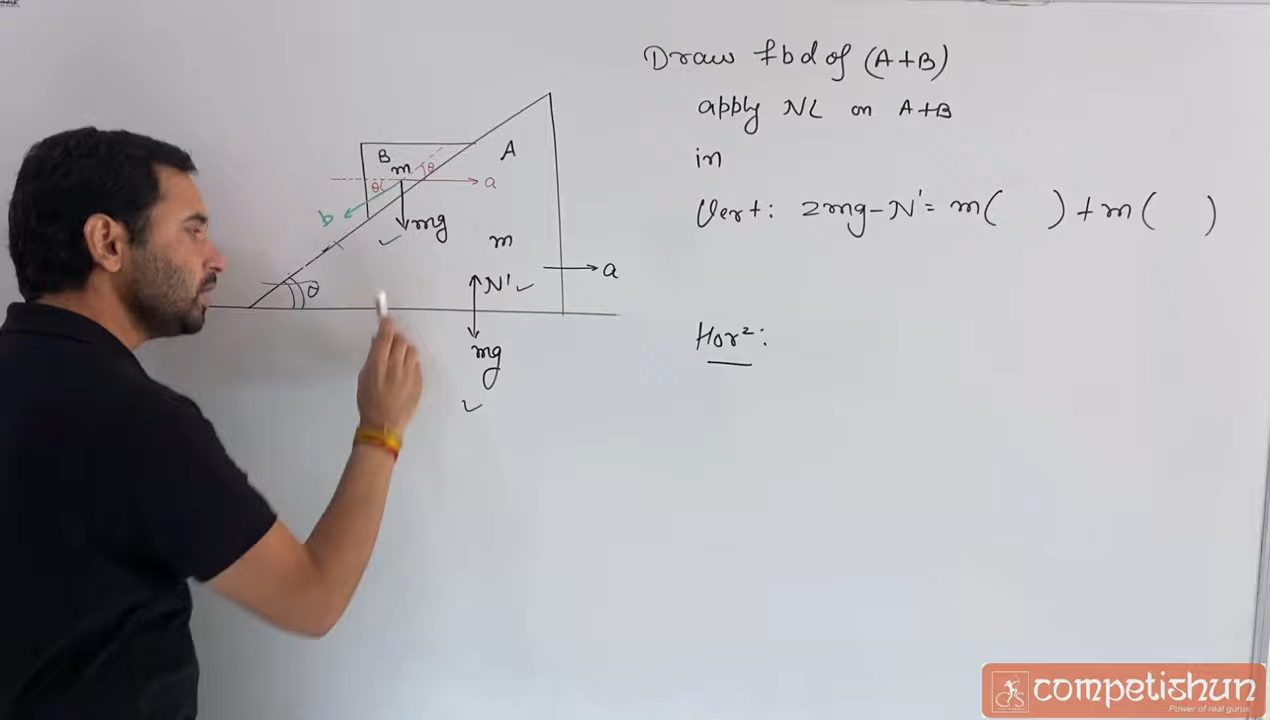 Draw fbd of (A+B)
apply NL on A+B
in
Vert: 2mg-N'= m( ) + m( )
Hor²:
B
m
A
θ
θ
a
b
mg
m
a
θ
N'
mg
competishun
Power of real gurus